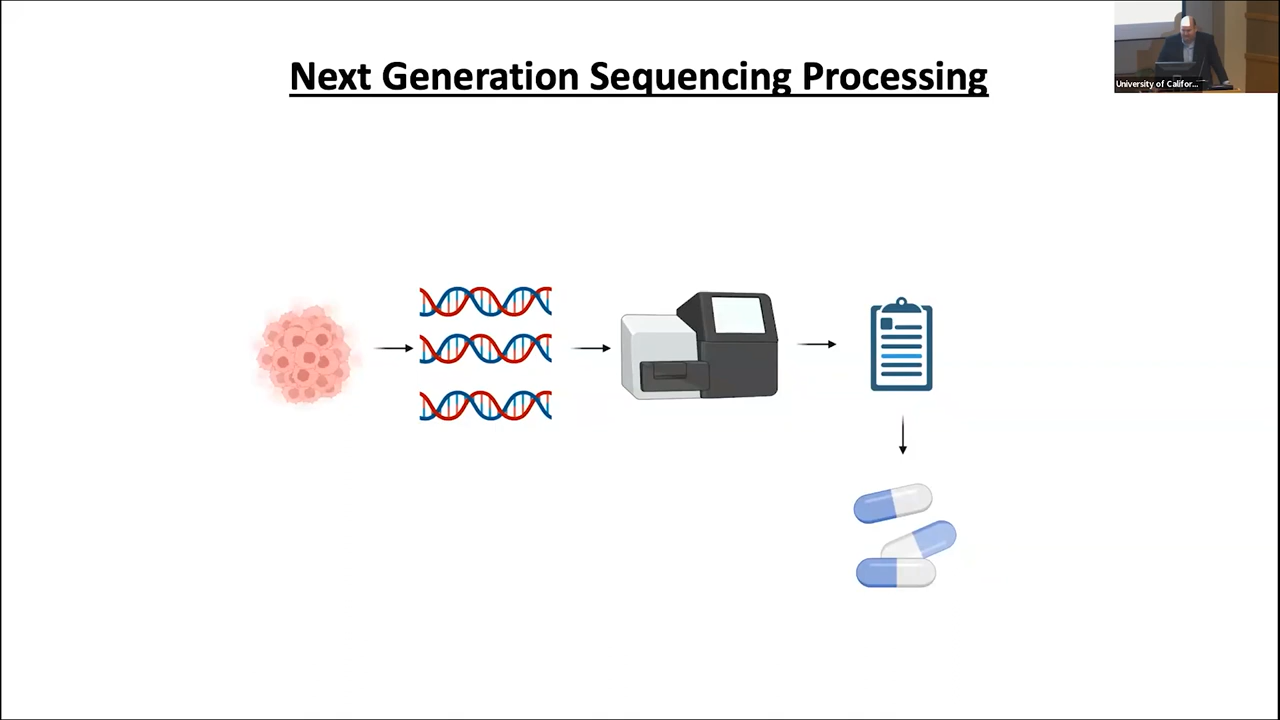 Next Generation Sequencing Processing
University of Califor...